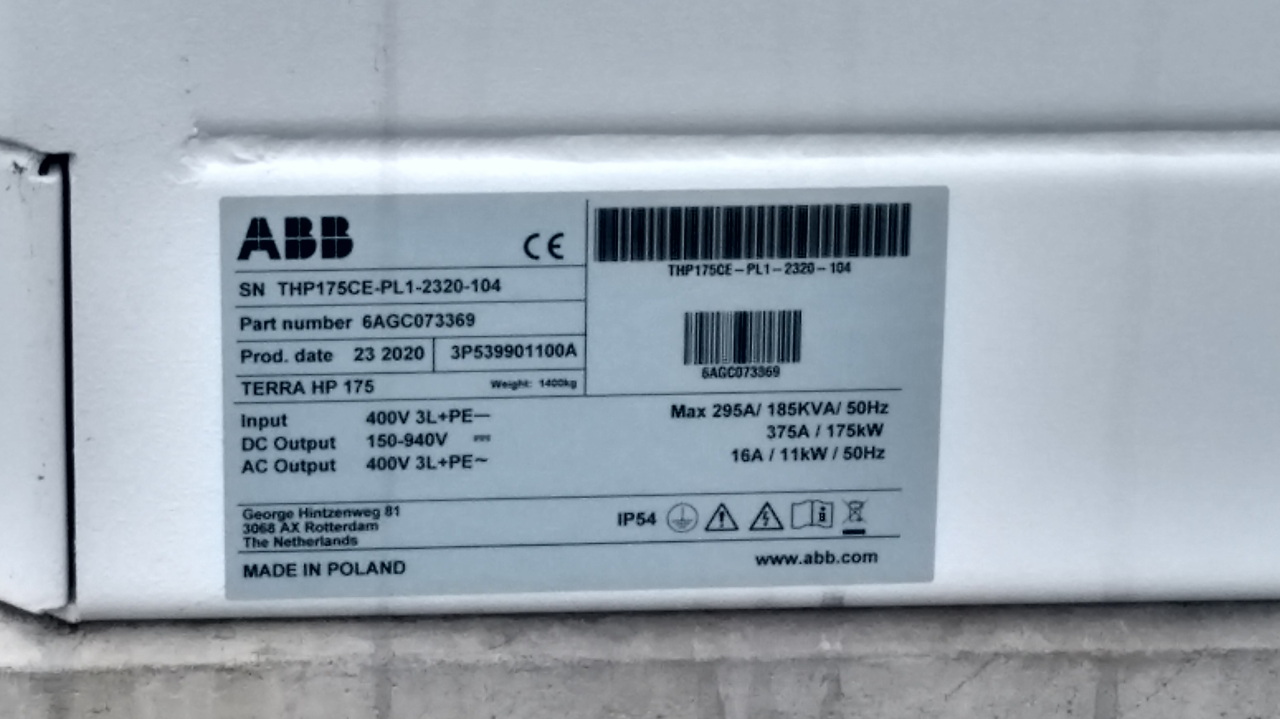 ABB
CE
SN THP175CE-PL1-2320-104
Part number 6AGC073369
Prod. date 23 2020 3P539901100A
TERRA HP 175 Weight: 1400kg
THP175CE-PL1-2320-104
6AGC073369
Input 400V 3L+PE Max 295A/ 185KVA/ 50Hz
DC Output 150-940V 375A / 175kW
AC Output 400V 3L+PE~ 16A / 11kW / 50Hz
George Hintzenweg 81
3068 AX Rotterdam
The Netherlands
IP54
MADE IN POLAND
www.abb.com